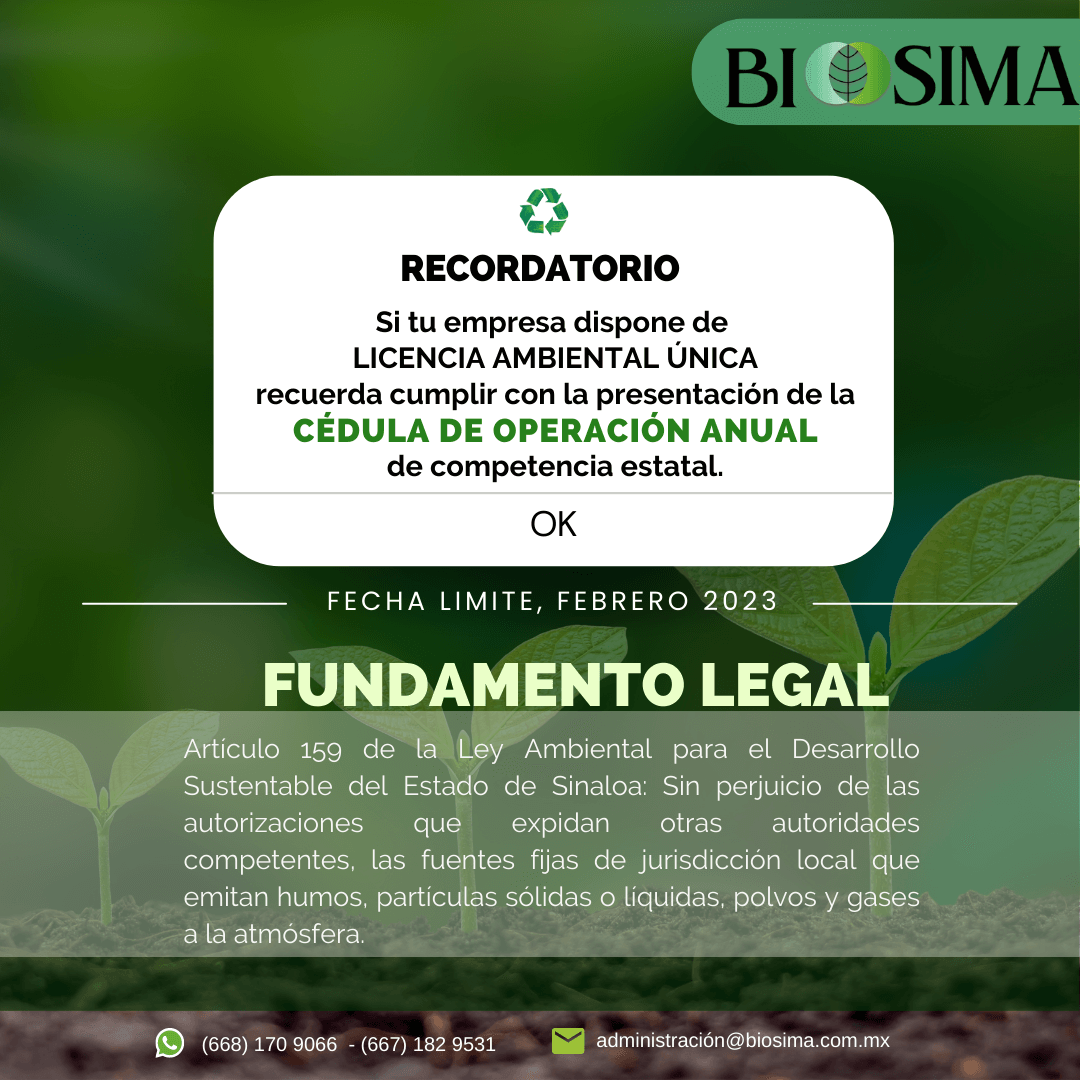 BIOSIMA
RECORDATORIO
Si tu empresa dispone de
LICENCIA AMBIENTAL ÚNICA
recuerda cumplir con la presentación de la
CÉDULA DE OPERACIÓN ANUAL
de competencia estatal.
OK
FECHA LIMITE, FEBRERO 2023
FUNDAMENTO LEGAL
Artículo 159 de la Ley Ambiental para el Desarrollo
Sustentable del Estado de Sinaloa: Sin perjuicio de las
autorizaciones que expidan otras autoridades
competentes, las fuentes fijas de jurisdicción local que
emitan humos, partículas sólidas o líquidas, polvos y gases
a la atmósfera.
(668) 170 9066 - (667) 182 9531
administración@biosima.com.mx